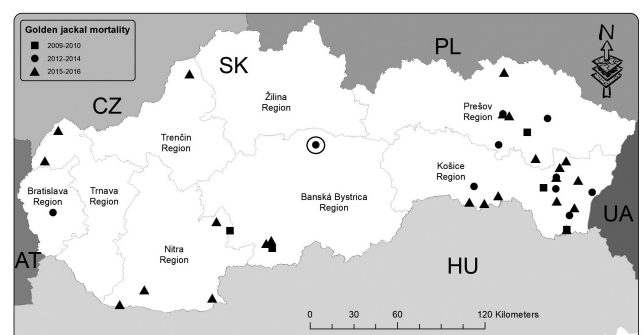 Golden jackal mortality
2009-2010
2012-2014
2015-2016
N
PL
SK
CZ
Žilina
Region
Prešov
Region
Trenčín
Region
Košice
Region
Bratislava
Region
Trnava
Region
Banská Bystrica
Region
UA
Nitra
Region
AT
HU
0 30 60 120 Kilometers